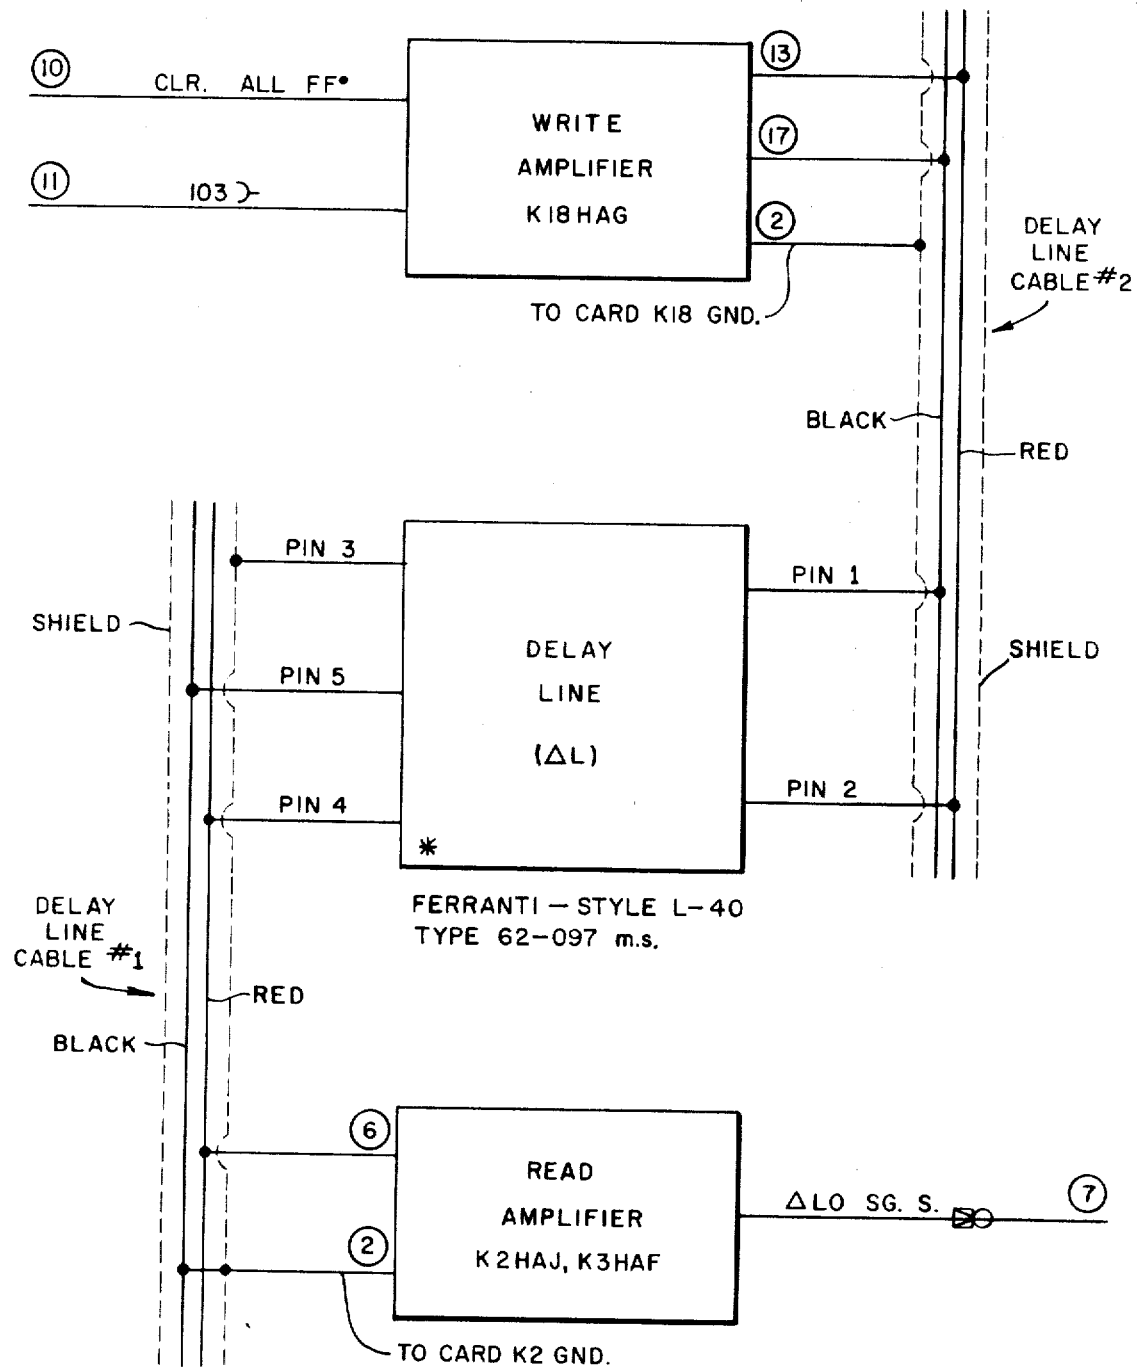 10
CLR. ALL FF•
11
103
WRITE
AMPLIFIER
K18HAG
13
17
2
TO CARD K18 GND.
DELAY
LINE
CABLE #2
BLACK
RED
SHIELD
PIN 3
PIN 5
PIN 4
DELAY
LINE
(△L)
*
PIN 1
PIN 2
SHIELD
FERRANTI – STYLE L-40
TYPE 62-097 m.s.
DELAY
LINE
CABLE #1
RED
BLACK
6
2
READ
AMPLIFIER
K2HAJ, K3HAF
△LO SG. S.
7
TO CARD K2 GND.